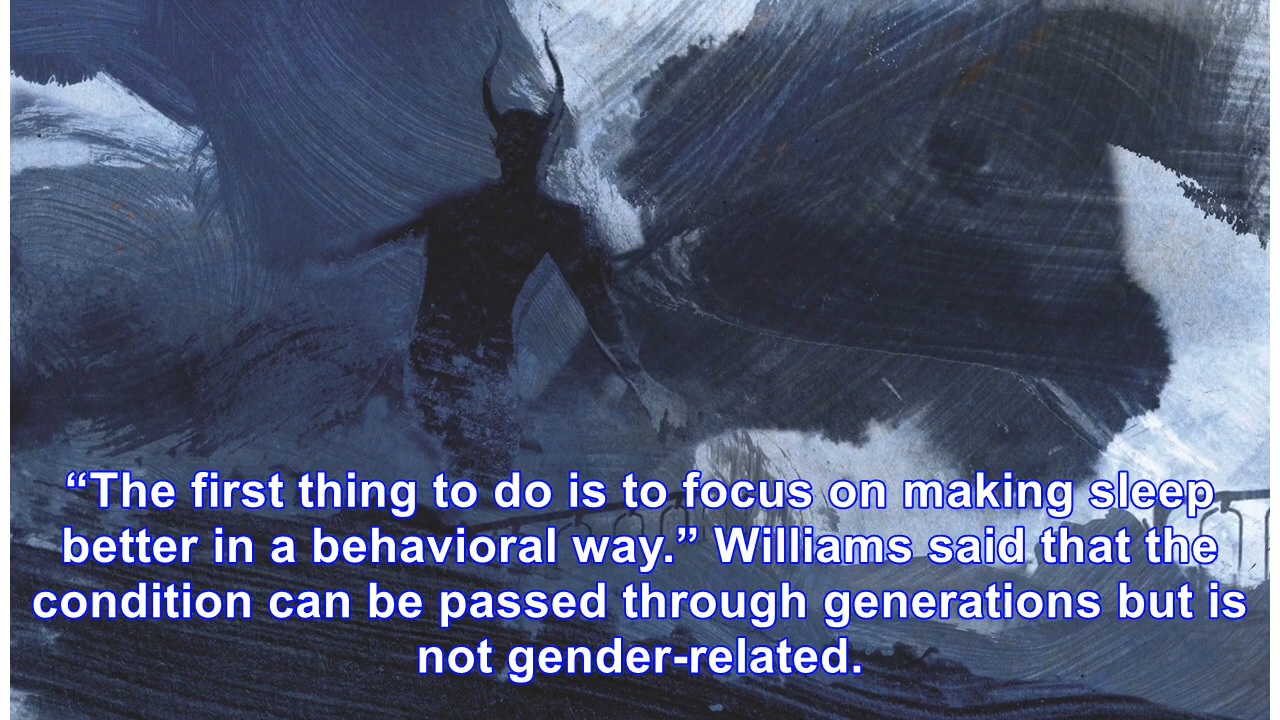 “The first thing to do is to focus on making sleep
better in a behavioral way.” Williams said that the
condition can be passed through generations but is
not gender-related.